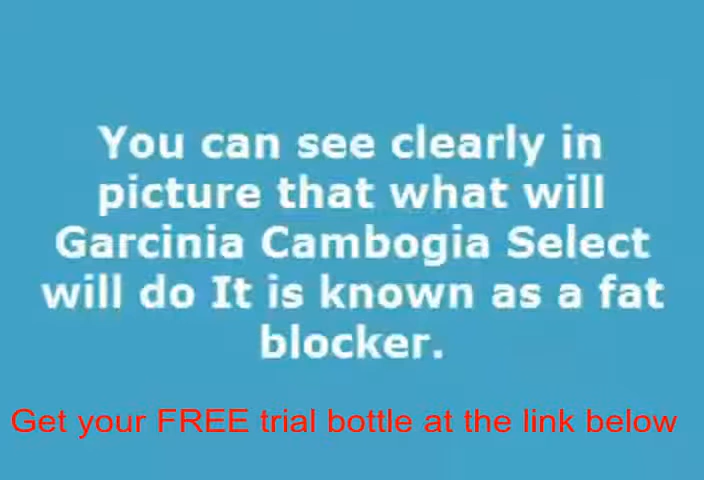 You can see clearly in
picture that what will
Garcinia Cambogia Select
will do It is known as a fat
blocker.
Get your FREE trial bottle at the link below